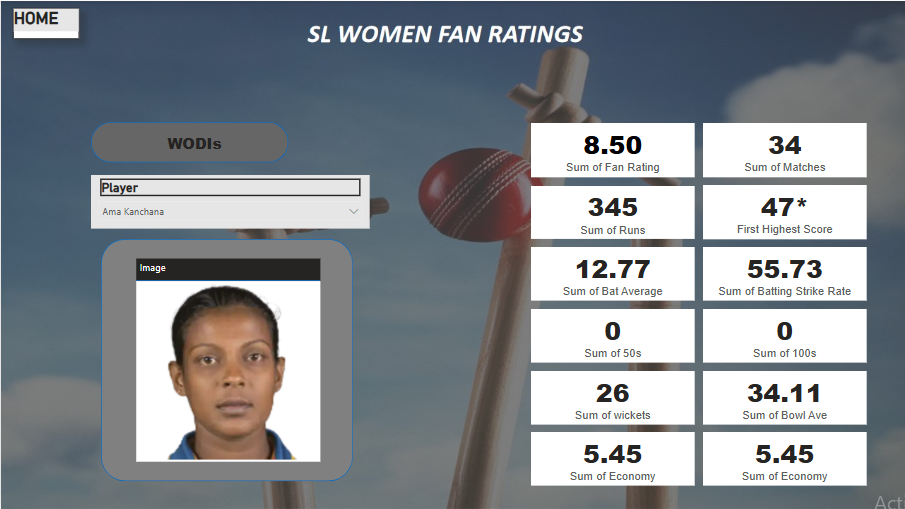 HOME
SL WOMEN FAN RATINGS
WODIs
Player
Ama Kanchana
Image
8.50
Sum of Fan Rating
34
Sum of Matches
345
Sum of Runs
47*
First Highest Score
12.77
Sum of Bat Average
55.73
Sum of Batting Strike Rate
0
Sum of 50s
0
Sum of 100s
26
Sum of wickets
34.11
Sum of Bowl Ave
5.45
Sum of Economy
5.45
Sum of Economy
Act